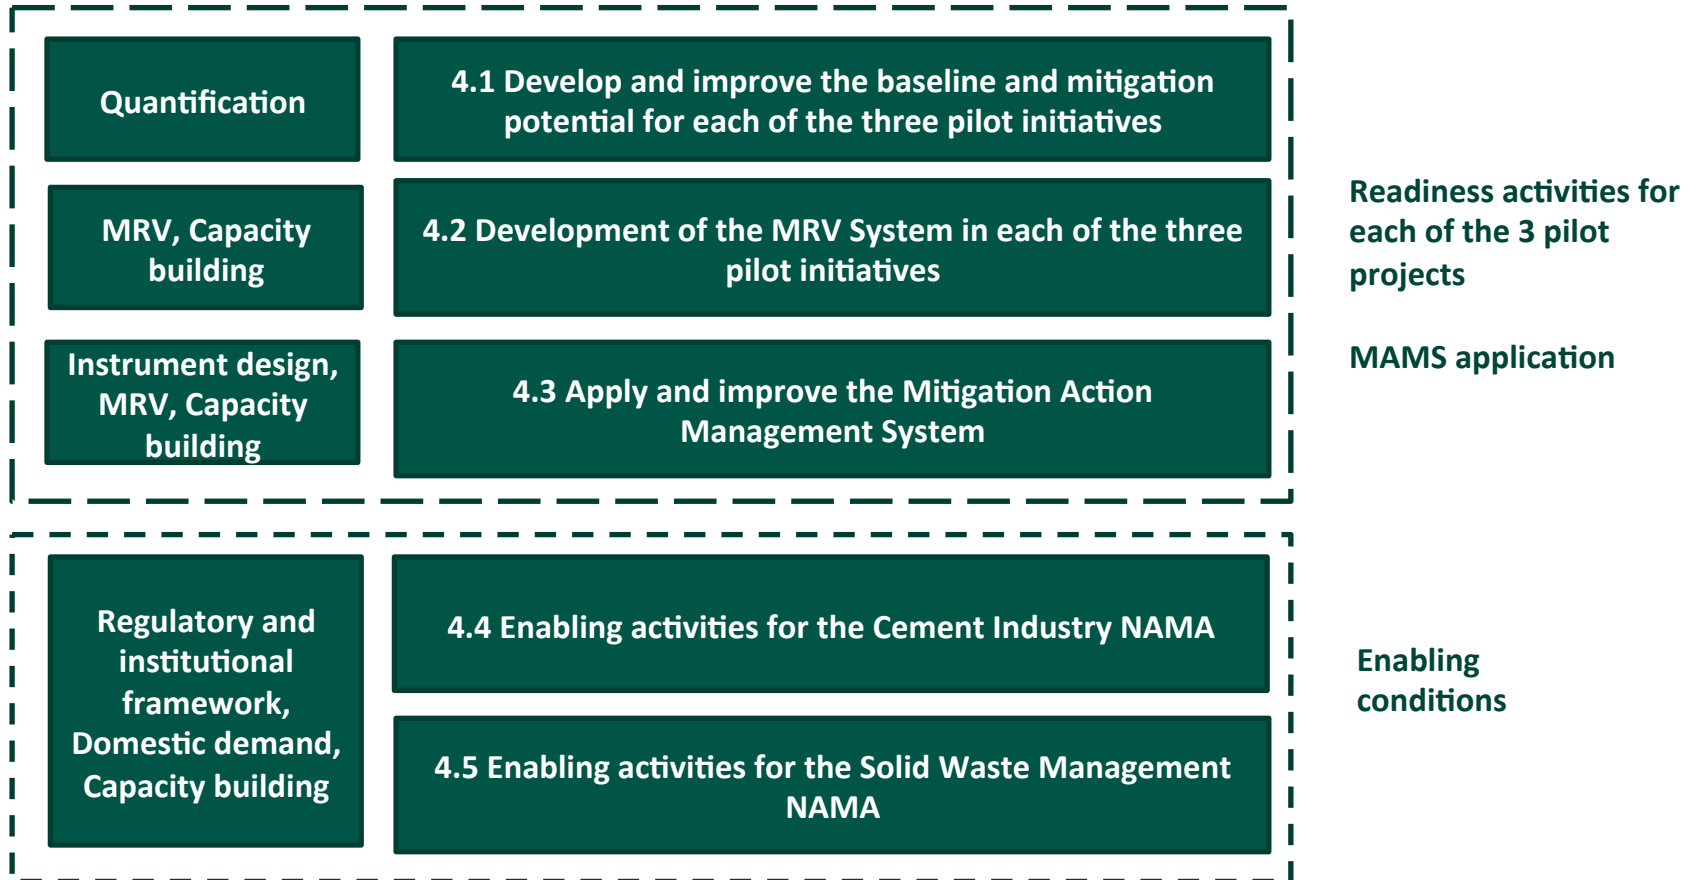 Quantification
4.1 Develop and improve the baseline and mitigation
potential for each of the three pilot initiatives
MRV, Capacity
building
4.2 Development of the MRV System in each of the three
pilot initiatives
Instrument design,
MRV, Capacity
building
4.3 Apply and improve the Mitigation Action
Management System
Readiness activities for
each of the 3 pilot
projects
MAMS application
Regulatory and
institutional
framework,
Domestic demand,
Capacity building
4.4 Enabling activities for the Cement Industry NAMA
4.5 Enabling activities for the Solid Waste Management
NAMA
Enabling
conditions